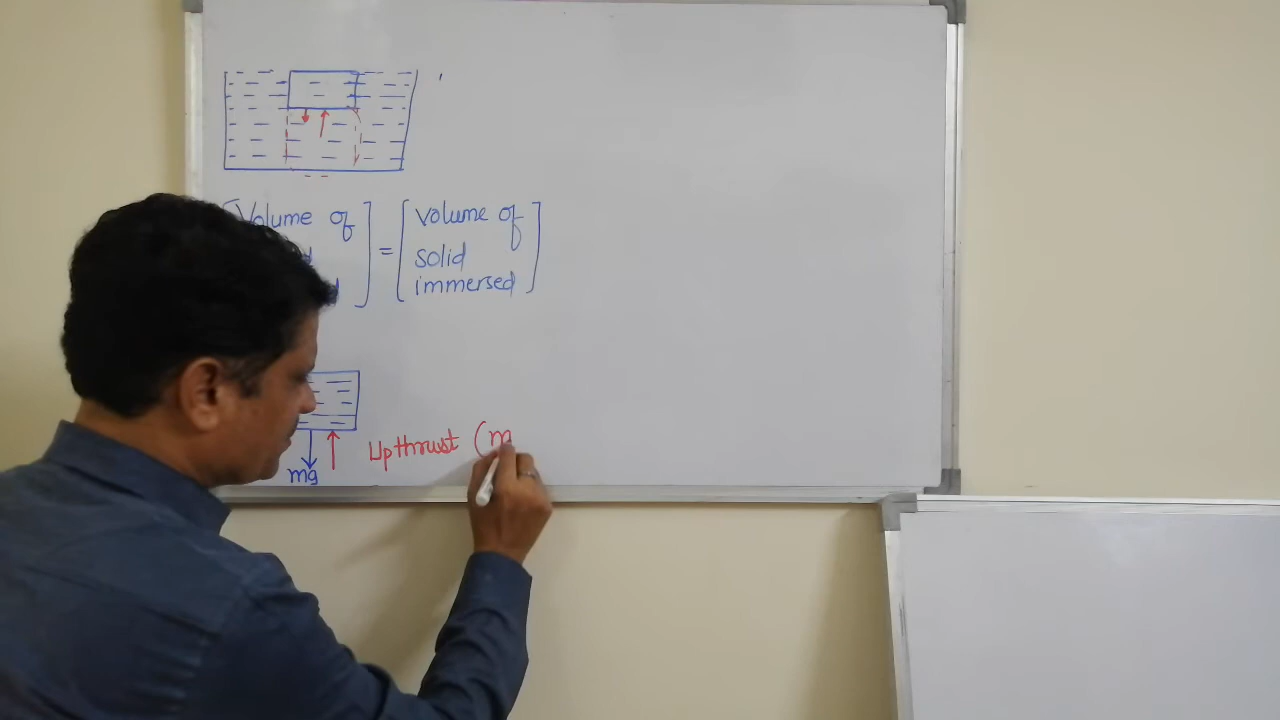 Volume of
=
volume of
solid
immersed
mg
Upthrust (m